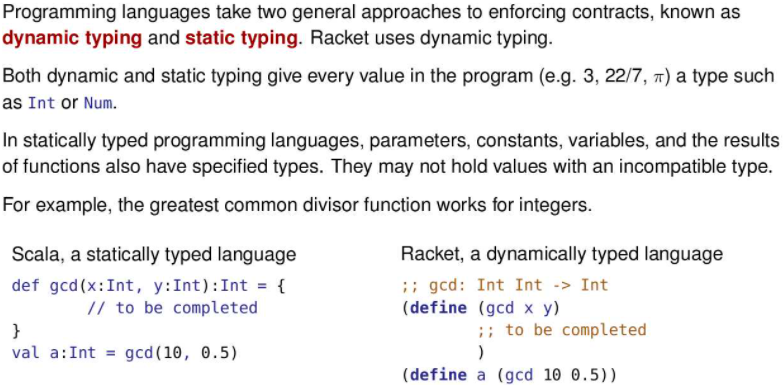 Programming languages take two general approaches to enforcing contracts, known as
dynamic typing and static typing. Racket uses dynamic typing.
Both dynamic and static typing give every value in the program (e.g. 3, 22/7, π) a type such
as Int or Num.
In statically typed programming languages, parameters, constants, variables, and the results
of functions also have specified types. They may not hold values with an incompatible type.
For example, the greatest common divisor function works for integers.
Scala, a statically typed language
def gcd(x:Int, y:Int):Int = {
// to be completed
}
val a:Int = gcd(10, 0.5)
Racket, a dynamically typed language
;; gcd: Int Int -> Int
(define (gcd x y)
;; to be completed
)
(define a (gcd 10 0.5))